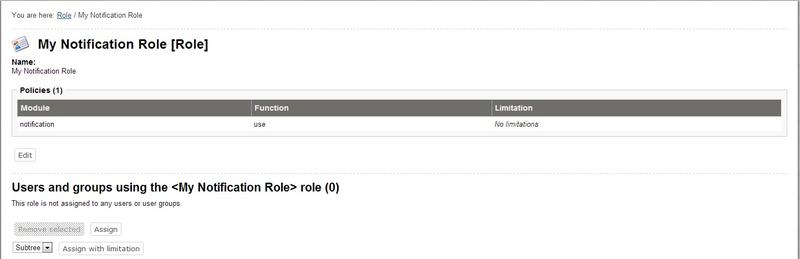 You are here: Role / My Notification Role
My Notification Role [Role]
Name:
My Notification Role
Policies (1)
Module Function Limitation
notification use No limitations
Edit
Users and groups using the <My Notification Role> role (0)
This role is not assigned to any users or user groups.
Remove selected Assign
Subtree Assign with limitation